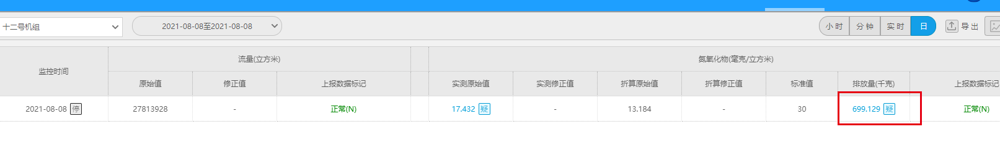 十二号机组 2021-08-08至2021-08-08 小时 分钟 实时 日 导出
流量(立方米) 氮氧化物(毫克/立方米)
监控时间
原始值 修正值 上报数据标记 实测原始值 实测修正值 折算原始值 折算修正值 标准值 排放量(千克) 上报数据标记
2021-08-08 停 27813928 - 正常(N) 17.432 疑 - 13.184 - 30 699.129 疑 正常(N)